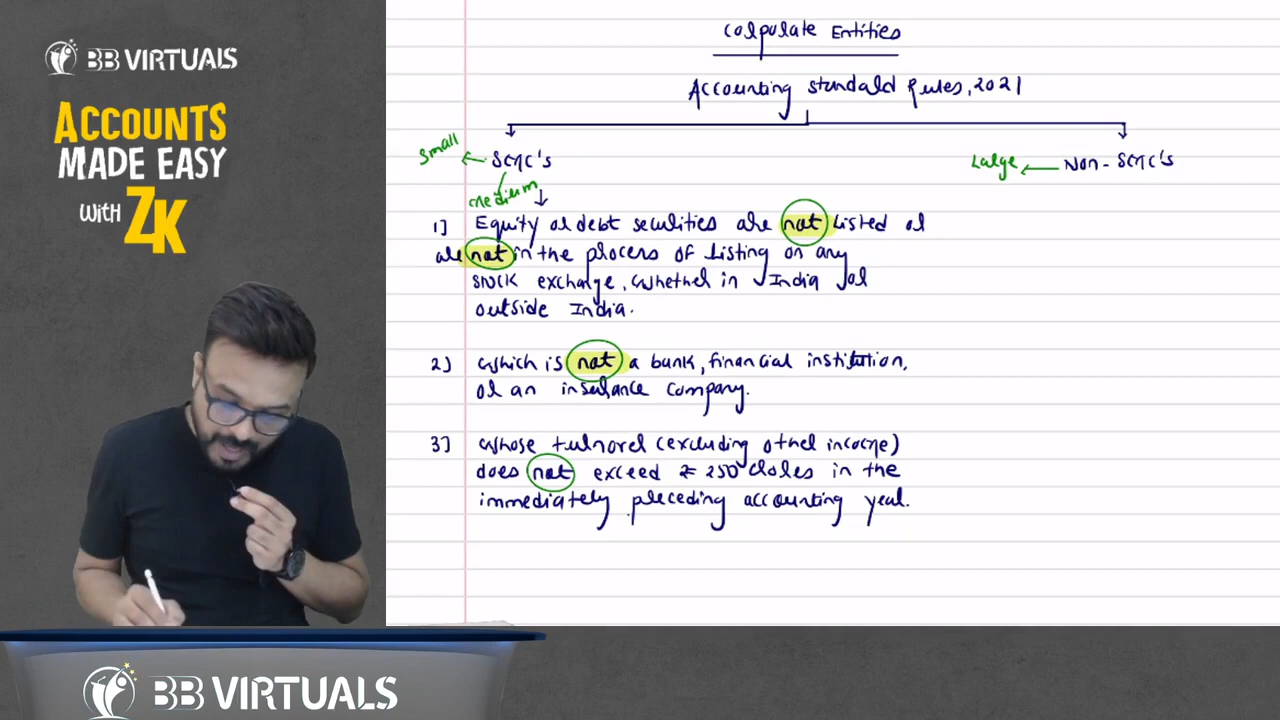 BB VIRTUALS
ACCOUNTS
MADE EASY
WITH ZK
Corporate Entities
Accounting Standard Rules, 2021
Small
SCMC's
Medium
Large
Non-SCMC's
1] Equity or debt securities are not Listed or
are not in the process of Listing on any
stock exchange, whether in India or
outside India.
2] Which is not a bank, financial institution,
or an insurance company.
3] Whose turnover (excluding other income)
does not exceed ₹ 250 crores in the
immediately preceding accounting year.
BB VIRTUALS